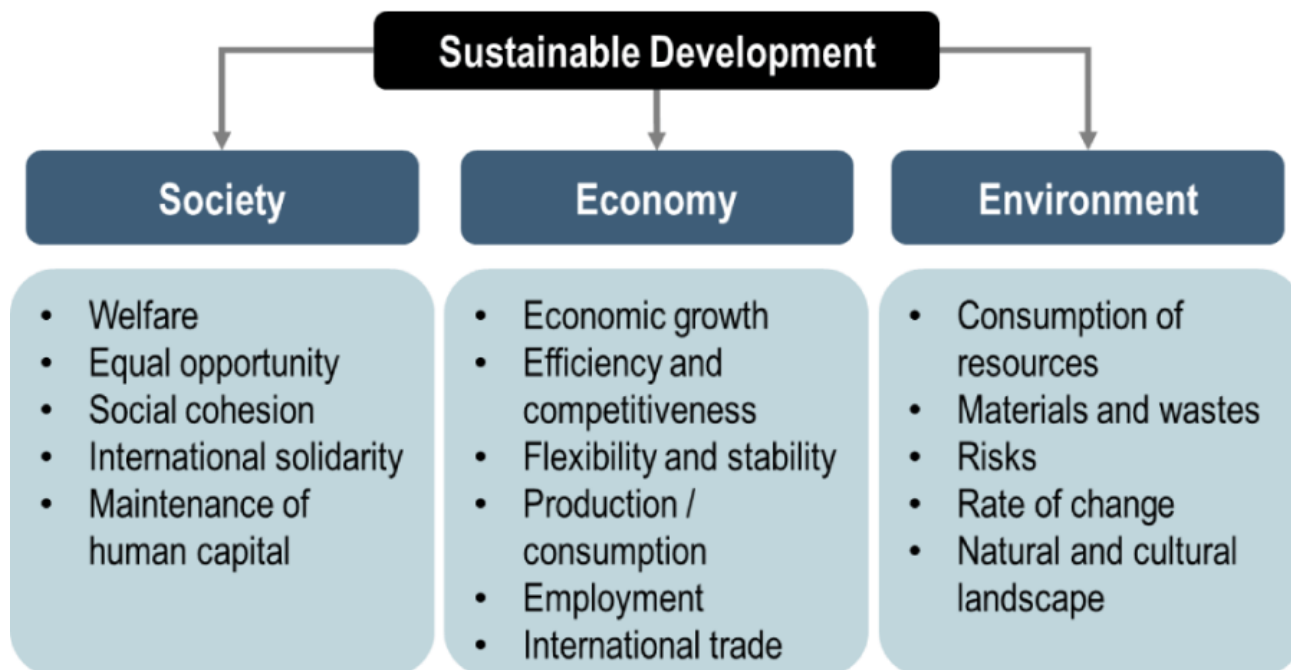 Sustainable Development
Society
Economy
Environment
• Welfare
• Equal opportunity
• Social cohesion
• International solidarity
• Maintenance of
human capital
• Economic growth
• Efficiency and
competitiveness
• Flexibility and stability
• Production /
consumption
• Employment
• International trade
• Consumption of
resources
• Materials and wastes
• Risks
• Rate of change
• Natural and cultural
landscape